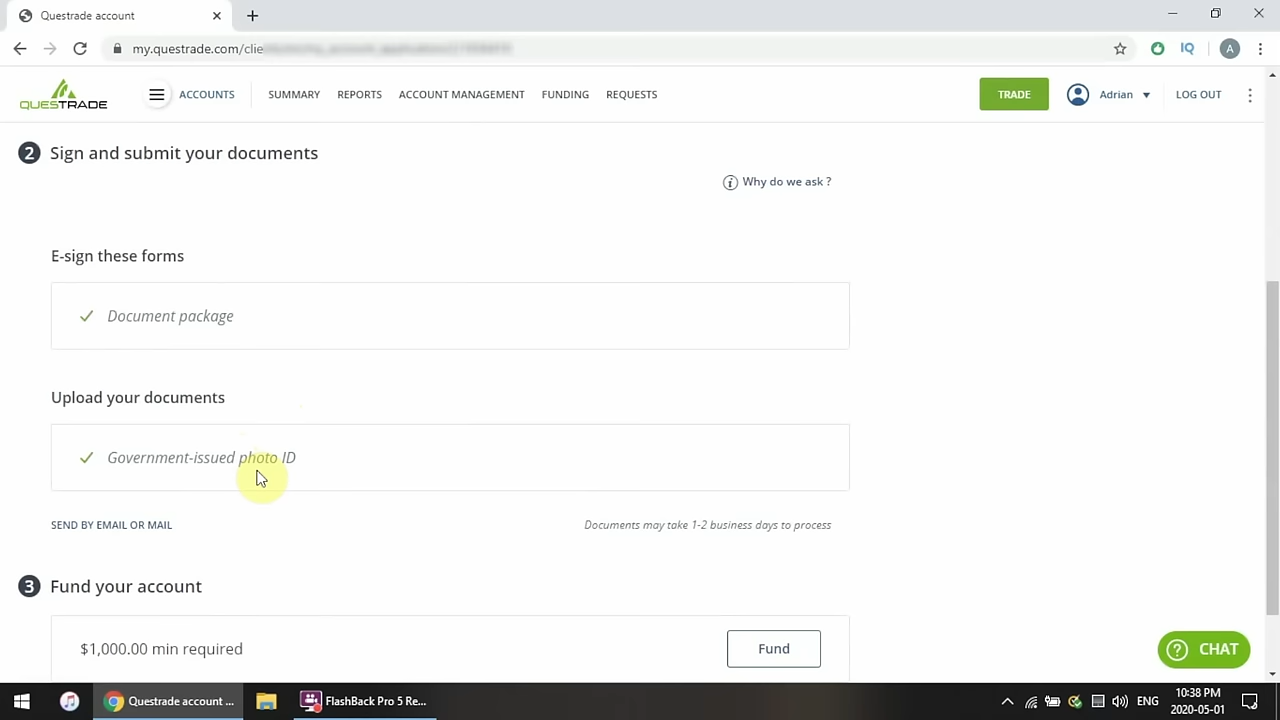 Questrade account
my.questrade.com/clie
IQ
A
QUESTRADE
ACCOUNTS
SUMMARY
REPORTS
ACCOUNT MANAGEMENT
FUNDING
REQUESTS
TRADE
Adrian
LOG OUT
2 Sign and submit your documents
Why do we ask ?
E-sign these forms
Document package
Upload your documents
Government-issued photo ID
SEND BY EMAIL OR MAIL
Documents may take 1-2 business days to process
3 Fund your account
$1,000.00 min required
Fund
CHAT
Questrade account ...
FlashBack Pro 5 Re...
ENG
10:38 PM
2020-05-01